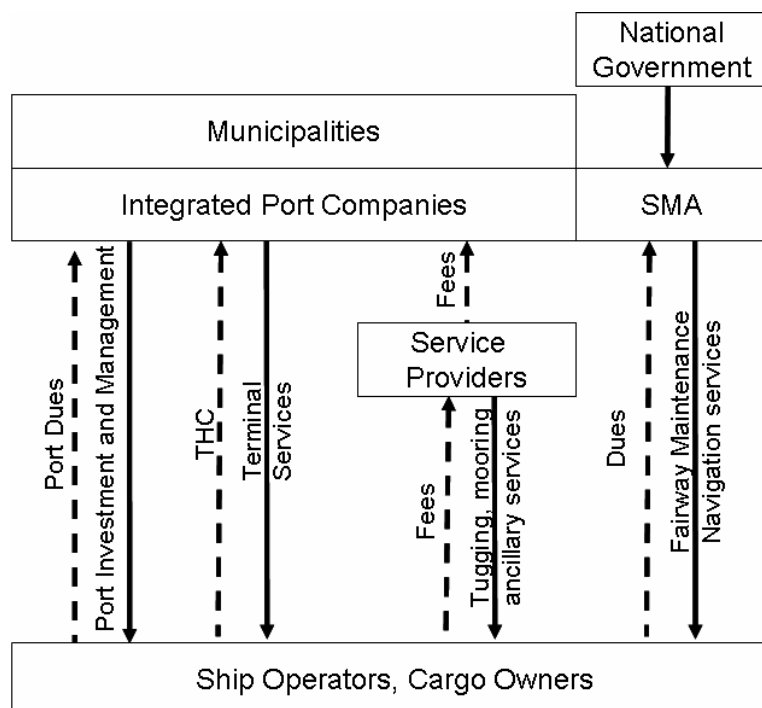 National
Government
Municipalities
Integrated Port Companies
SMA
Port Dues
Port Investment and Management
THC
Terminal
Services
Fees
Service
Providers
Fees
Tugging, mooring
ancillary services
Dues
Fairway Maintenance
Navigation services
Ship Operators, Cargo Owners